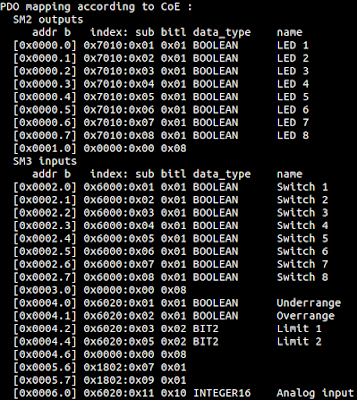 PDO mapping according to CoE :
  SM2 outputs
     addr b   index: sub bitl data_type    name
  [0x0000.0] 0x7010:0x01 0x01 BOOLEAN      LED 1
  [0x0000.1] 0x7010:0x02 0x01 BOOLEAN      LED 2
  [0x0000.2] 0x7010:0x03 0x01 BOOLEAN      LED 3
  [0x0000.3] 0x7010:0x04 0x01 BOOLEAN      LED 4
  [0x0000.4] 0x7010:0x05 0x01 BOOLEAN      LED 5
  [0x0000.5] 0x7010:0x06 0x01 BOOLEAN      LED 6
  [0x0000.6] 0x7010:0x07 0x01 BOOLEAN      LED 7
  [0x0000.7] 0x7010:0x08 0x01 BOOLEAN      LED 8
  [0x0001.0] 0x0000:0x00 0x08
  SM3 inputs
     addr b   index: sub bitl data_type    name
  [0x0002.0] 0x6000:0x01 0x01 BOOLEAN      Switch 1
  [0x0002.1] 0x6000:0x02 0x01 BOOLEAN      Switch 2
  [0x0002.2] 0x6000:0x03 0x01 BOOLEAN      Switch 3
  [0x0002.3] 0x6000:0x04 0x01 BOOLEAN      Switch 4
  [0x0002.4] 0x6000:0x05 0x01 BOOLEAN      Switch 5
  [0x0002.5] 0x6000:0x06 0x01 BOOLEAN      Switch 6
  [0x0002.6] 0x6000:0x07 0x01 BOOLEAN      Switch 7
  [0x0002.7] 0x6000:0x08 0x01 BOOLEAN      Switch 8
  [0x0003.0] 0x0000:0x00 0x08
  [0x0004.0] 0x6020:0x01 0x01 BOOLEAN      Underrange
  [0x0004.1] 0x6020:0x02 0x01 BOOLEAN      Overrange
  [0x0004.2] 0x6020:0x03 0x02 BIT2         Limit 1
  [0x0004.4] 0x6020:0x05 0x02 BIT2         Limit 2
  [0x0004.6] 0x0000:0x00 0x08
  [0x0005.6] 0x1802:0x07 0x01
  [0x0005.7] 0x1802:0x09 0x01
  [0x0006.0] 0x6020:0x11 0x10 INTEGER16    Analog input